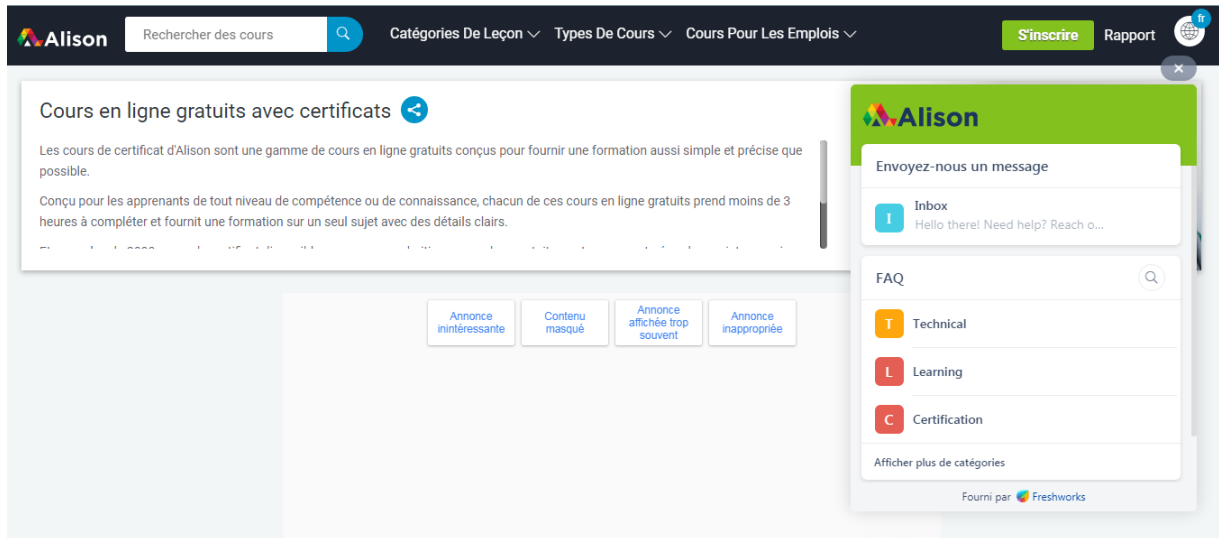 Alison
Rechercher des cours
Catégories De Leçon
Types De Cours
Cours Pour Les Emplois
S'inscrire
Rapport
fr
Cours en ligne gratuits avec certificats
Les cours de certificat d'Alison sont une gamme de cours en ligne gratuits conçus pour fournir une formation aussi simple et précise que
possible.
Conçu pour les apprenants de tout niveau de compétence ou de connaissance, chacun de ces cours en ligne gratuits prend moins de 3
heures à compléter et fournit une formation sur un seul sujet avec des détails clairs.
Annonce
inintéressante
Contenu
masqué
Annonce
affichée trop
souvent
Annonce
inappropriée
Alison
Envoyez-nous un message
I
Inbox
Hello there! Need help? Reach o...
FAQ
T
Technical
L
Learning
C
Certification
Afficher plus de catégories
Fourni par Freshworks